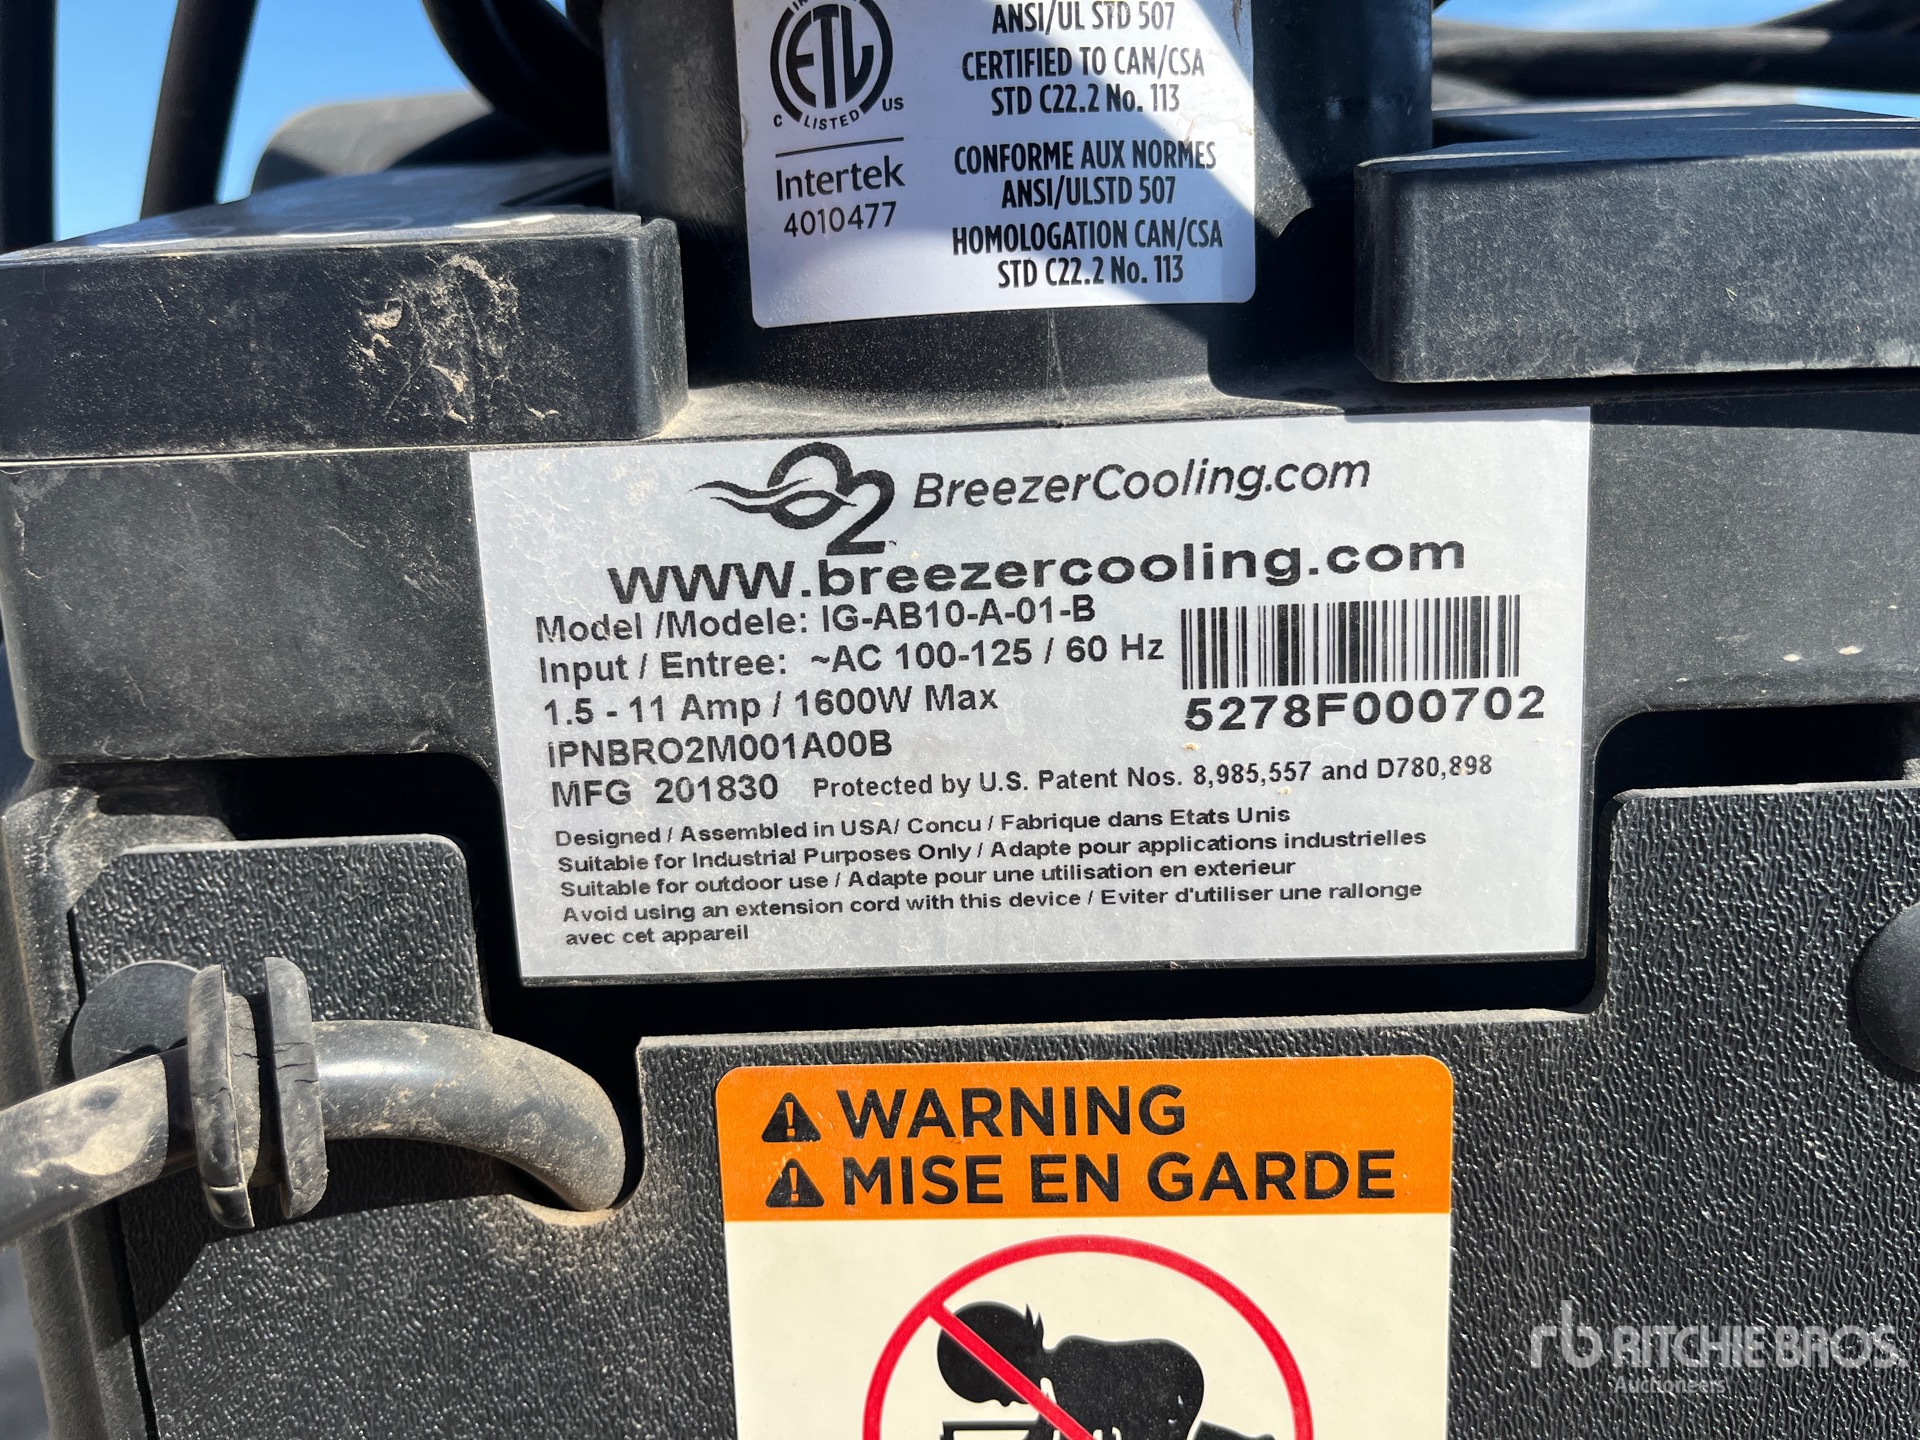 ETL
C LISTED US
Intertek
4010477
ANSI/UL STD 507
CERTIFIED TO CAN/CSA
STD C22.2 No. 113
CONFORME AUX NORMES
ANSI/ULSTD 507
HOMOLOGATION CAN/CSA
STD C22.2 No. 113
O2™ BreezerCooling.com
www.breezercooling.com
Model /Modele: IG-AB10-A-01-B
Input / Entree: ~AC 100-125 / 60 Hz
1.5 - 11 Amp / 1600W Max
5278F000702
IPNBRO2M001A00B
MFG 201830 Protected by U.S. Patent Nos. 8,985,557 and D780,898
Designed / Assembled in USA/ Concu / Fabrique dans Etats Unis
Suitable for Industrial Purposes Only / Adapte pour applications industrielles
Suitable for outdoor use / Adapte pour une utilisation en exterieur
Avoid using an extension cord with this device / Eviter d'utiliser une rallonge
avec cet appareil
WARNING
MISE EN GARDE
rb RITCHIE BROS.
Auctioneers